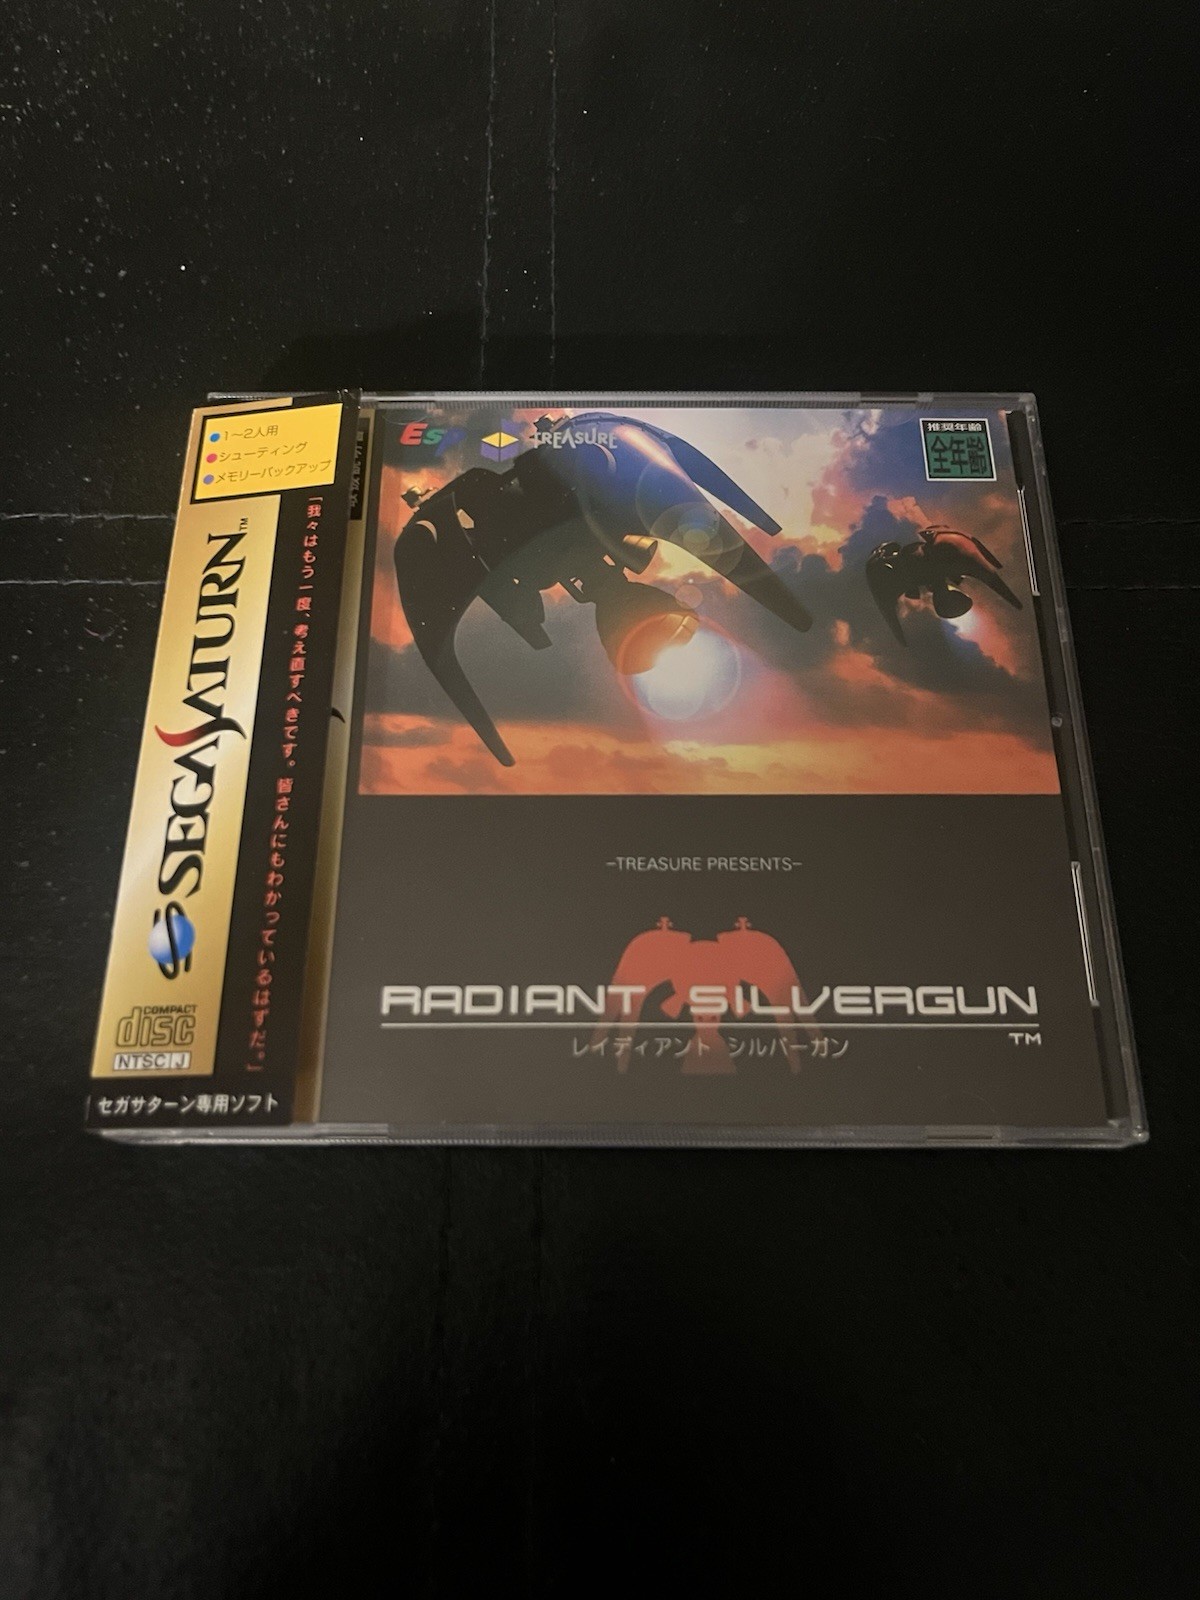 ●1～2人用
●シューティング
●メモリーバックアップ
SEGA SATURN™
COMPACT
disc
NTSC J
セガサターン専用ソフト
「我々はもう一度、考え直すべきです。皆さんにもわかっているはずだ。」
ESP
TREASURE
推奨年齢
全年齢
-TREASURE PRESENTS-
RADIANT SILVERGUN
TM
レイディアント シルバーガン